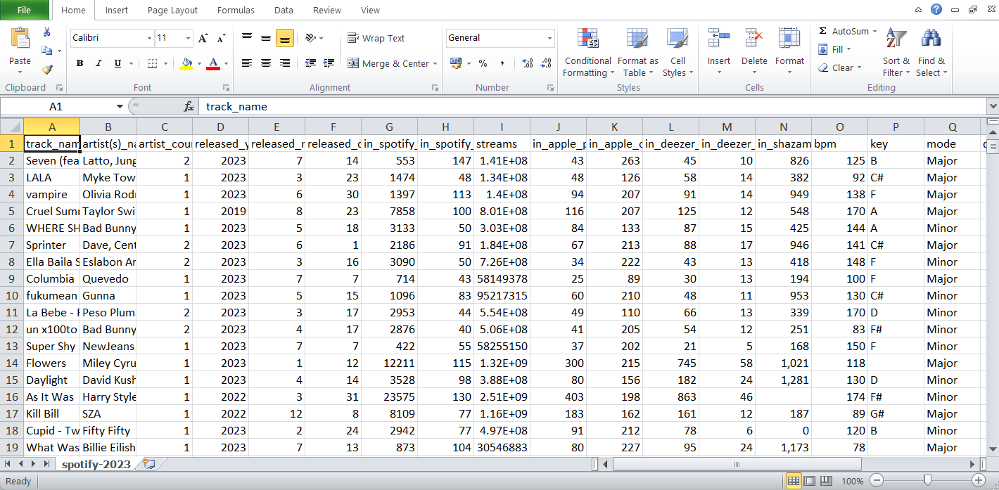 File Home Insert Page Layout Formulas Data Review View
Calibri 11 A A Wrap Text General AutoSum
Fill
Paste B I U A Merge & Center % , .00 .0 Conditional Formatting Format as Table Cell Styles Insert Delete Format Clear Sort & Filter Find & Select
Clipboard Font Alignment Number Styles Cells Editing
A1 fx track_name
A B C D E F G H I J K L M N O P Q
1 track_nam artist(s)_na artist_cou released_y released_r released_d in_spotify_ in_spotify_ streams in_apple_p in_apple_c in_deezer_ in_deezer_ in_shazam bpm key mode
2 Seven (fea Latto, Jung 2 2023 7 14 553 147 1.41E+08 43 263 45 10 826 125 B Major
3 LALA Myke Tow 1 2023 3 23 1474 48 1.34E+08 48 126 58 14 382 92 C# Major
4 vampire Olivia Rodr 1 2023 6 30 1397 113 1.4E+08 94 207 91 14 949 138 F Major
5 Cruel Sum Taylor Swi 1 2019 8 23 7858 100 8.01E+08 116 207 125 12 548 170 A Major
6 WHERE SH Bad Bunny 1 2023 5 18 3133 50 3.03E+08 84 133 87 15 425 144 A Minor
7 Sprinter Dave, Cent 2 2023 6 1 2186 91 1.84E+08 67 213 88 17 946 141 C# Major
8 Ella Baila S Eslabon Ar 2 2023 3 16 3090 50 7.26E+08 34 222 43 13 418 148 F Minor
9 Columbia Quevedo 1 2023 7 7 714 43 58149378 25 89 30 13 194 100 F Major
10 fukumean Gunna 1 2023 5 15 1096 83 95217315 60 210 48 11 953 130 C# Minor
11 La Bebe - Peso Plum 2 2023 3 17 2953 44 5.54E+08 49 110 66 13 339 170 D Minor
12 un x100to Bad Bunny 2 2023 4 17 2876 40 5.06E+08 41 205 54 12 251 83 F# Minor
13 Super Shy NewJeans 1 2023 7 7 422 55 58255150 37 202 21 5 168 150 F Minor
14 Flowers Miley Cyru 1 2023 1 12 12211 115 1.32E+09 300 215 745 58 1,021 118 Major
15 Daylight David Kush 1 2023 4 14 3528 98 3.88E+08 80 156 182 24 1,281 130 D Minor
16 As It Was Harry Style 1 2022 3 31 23575 130 2.51E+09 403 198 863 46 174 F# Minor
17 Kill Bill SZA 1 2022 12 8 8109 77 1.16E+09 183 162 161 12 187 89 G# Major
18 Cupid - Tw Fifty Fifty 1 2023 2 24 2942 77 4.97E+08 91 212 78 6 0 120 B Minor
19 What Was Billie Eilish 1 2023 7 13 873 104 30546883 80 227 95 24 1,173 78 Major
spotify-2023
Ready 100%